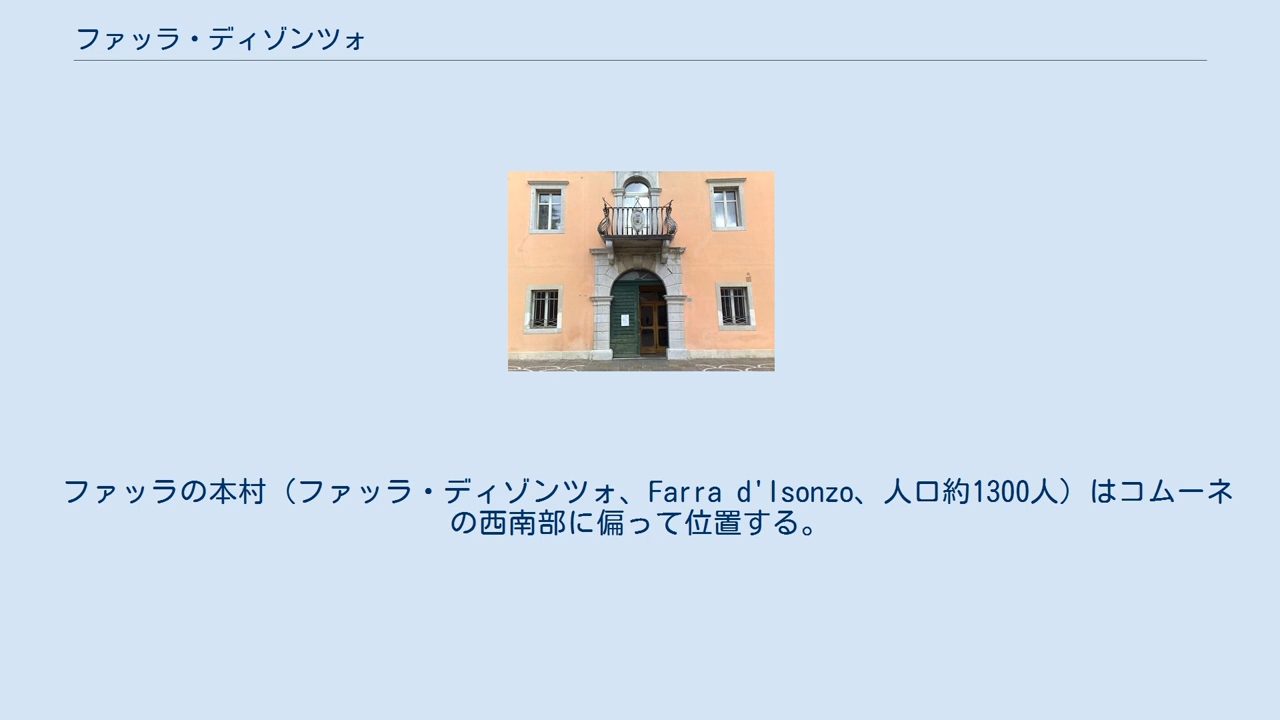 ファッラ・ディゾンツォ
ファッラの本村（ファッラ・ディゾンツォ、Farra d'Isonzo、人口約1300人）はコムーネ
の西南部に偏って位置する。